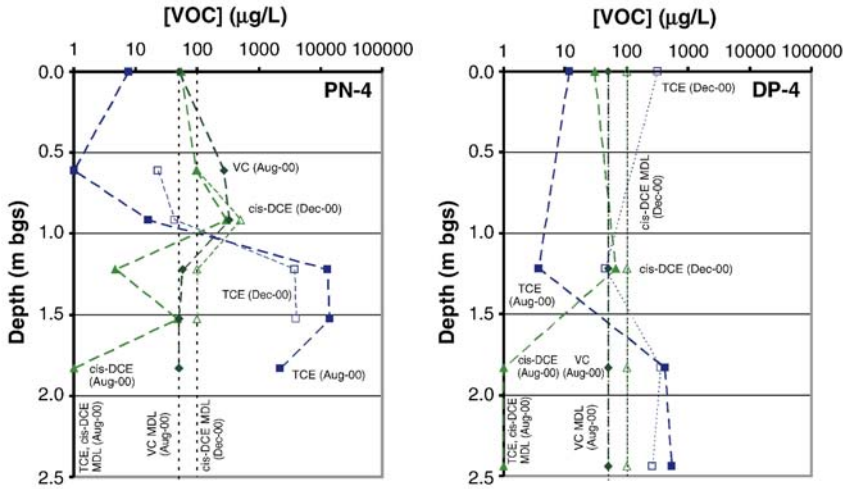 [VOC] (µg/L)
1 10 100 1000 10000 100000
PN-4
0.0
0.5
1.0
1.5
2.0
2.5
Depth (m bgs)
VC (Aug-00)
cis-DCE (Dec-00)
TCE (Dec-00)
TCE (Aug-00)
cis-DCE
(Aug-00)
TCE, cis-DCE
MDL (Aug-00)
VC MDL
(Aug-00)
cis-DCE MDL
(Dec-00)
[VOC] (µg/L)
1 10 100 1000 10000 100000
DP-4
0.0
0.5
1.0
1.5
2.0
2.5
Depth (m bgs)
TCE (Dec-00)
cis-DCE MDL
(Dec-00)
cis-DCE (Dec-00)
TCE
(Aug-00)
cis-DCE
(Aug-00)
VC
(Aug-00)
TCE, cis-DCE
MDL (Aug-00)
VC MDL
(Aug-00)